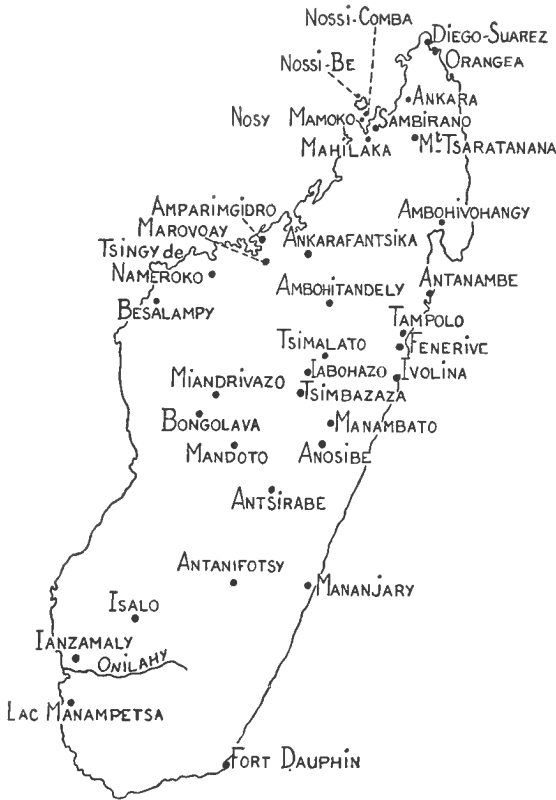 Nossi-Comba
Diego-Suarez
Orangea
Nossi-Be
Ankara
Nosy Mamoko
Sambirano
Mahilaka
Mt Tsaratanana
Amparimgidro
Marovoay
Ambohivohangy
Ankarafantsika
Tsingy de
Nameroko
Ambohitandely
Antanambe
Besalampy
Tampolo
Tsimalato
Fenerive
Iabohazo
Ivolina
Miandrivazo
Tsimbazaza
Bongolava
Manambato
Mandoto
Anosibe
Antsirabe
Antanifotsy
Mananjary
Isalo
Ianzamaly
Onilahy
Lac Manampetsa
Fort Dauphin